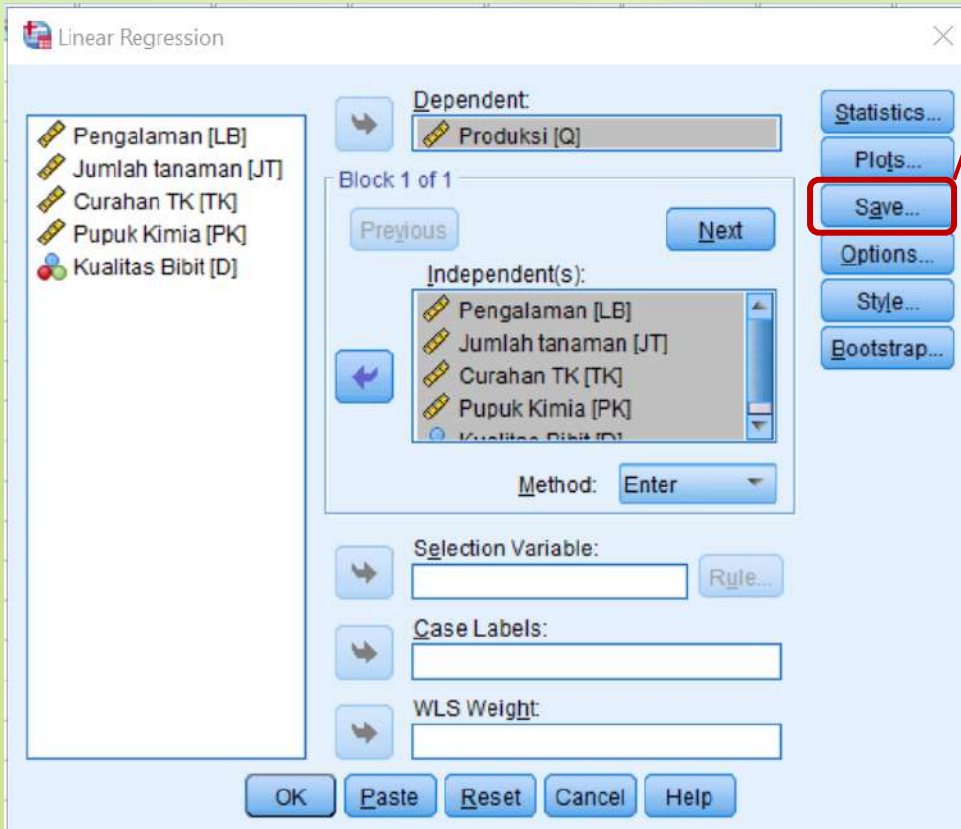 Linear Regression
Pengalaman [LB]
Jumlah tanaman [JT]
Curahan TK [TK]
Pupuk Kimia [PK]
Kualitas Bibit [D]
Dependent:
Produksi [Q]
Block 1 of 1
Previous
Next
Independent(s):
Pengalaman [LB]
Jumlah tanaman [JT]
Curahan TK [TK]
Pupuk Kimia [PK]
Kualitas Bibit [D]
Method: Enter
Selection Variable:
Rule...
Case Labels:
WLS Weight:
Statistics...
Plots...
Save...
Options...
Style...
Bootstrap...
OK Paste Reset Cancel Help